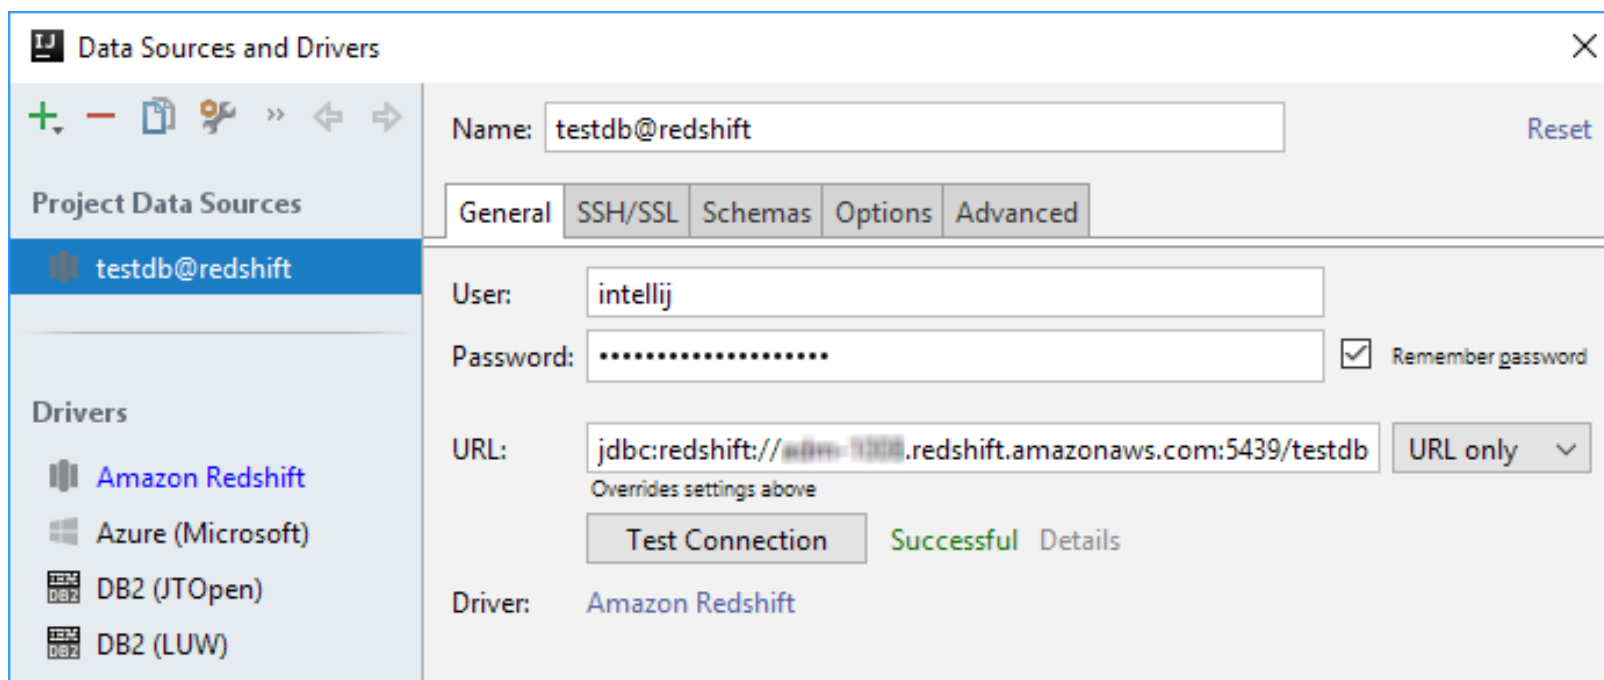 Data Sources and Drivers
Name: testdb@redshift Reset
Project Data Sources
General SSH/SSL Schemas Options Advanced
testdb@redshift
User: intellij
Password: •••••••••••••••••••• Remember password
Drivers
URL: jdbc:redshift:// .redshift.amazonaws.com:5439/testdb URL only
Overrides settings above
Amazon Redshift
Azure (Microsoft)
Test Connection Successful Details
DB2 (JTOpen)
Driver: Amazon Redshift
DB2 (LUW)